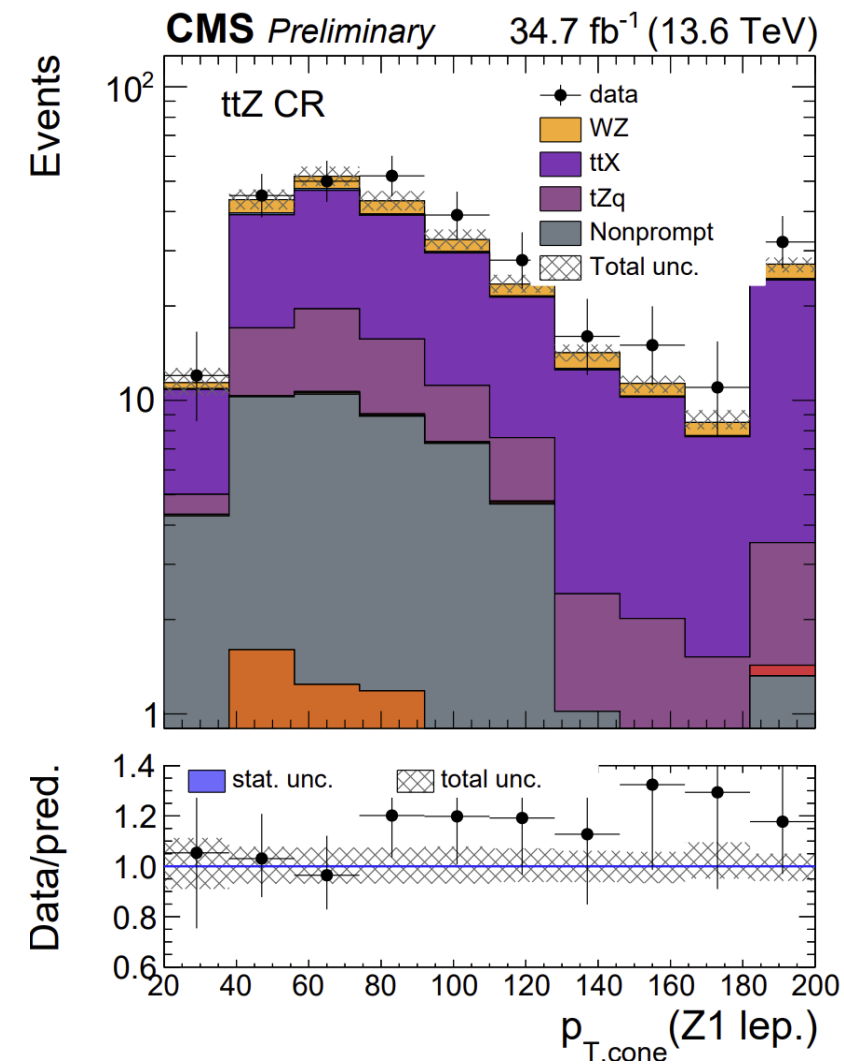 CMS Preliminary 34.7 fb⁻¹ (13.6 TeV)
Events
10²
10
1
ttZ CR
data
WZ
ttX
tZq
Nonprompt
Total unc.
Data/pred.
1.4
1.2
1.0
0.8
0.6
stat. unc. total unc.
20 40 60 80 100 120 140 160 180 200
p_T,cone (Z1 lep.)